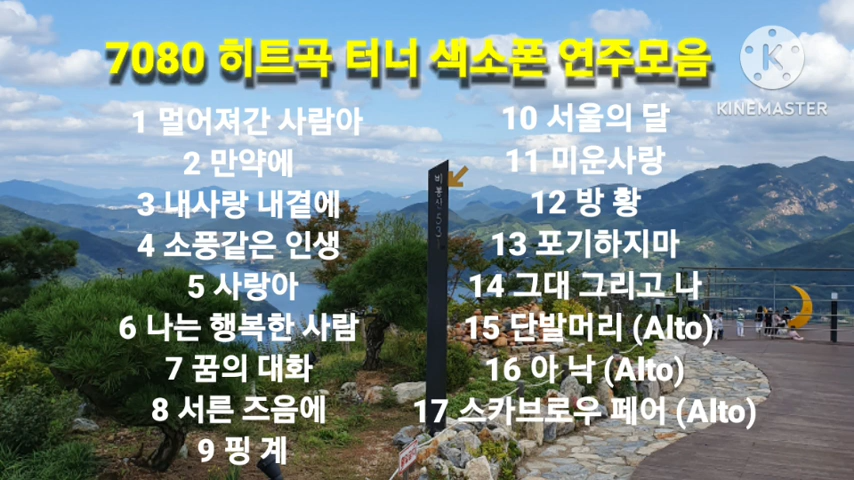 7080 히트곡 터너 색소폰 연주모음
KINEMASTER
1 멀어져간 사람아
2 만약에
3 내사랑 내곁에
4 소풍같은 인생
5 사랑아
6 나는 행복한 사람
7 꿈의 대화
8 서른 즈음에
9 핑 계
10 서울의 달
11 미운사랑
12 방 황
13 포기하지마
14 그대 그리고 나
15 단발머리 (Alto)
16 아 낙 (Alto)
17 스카브로우 페어 (Alto)
비봉산 531